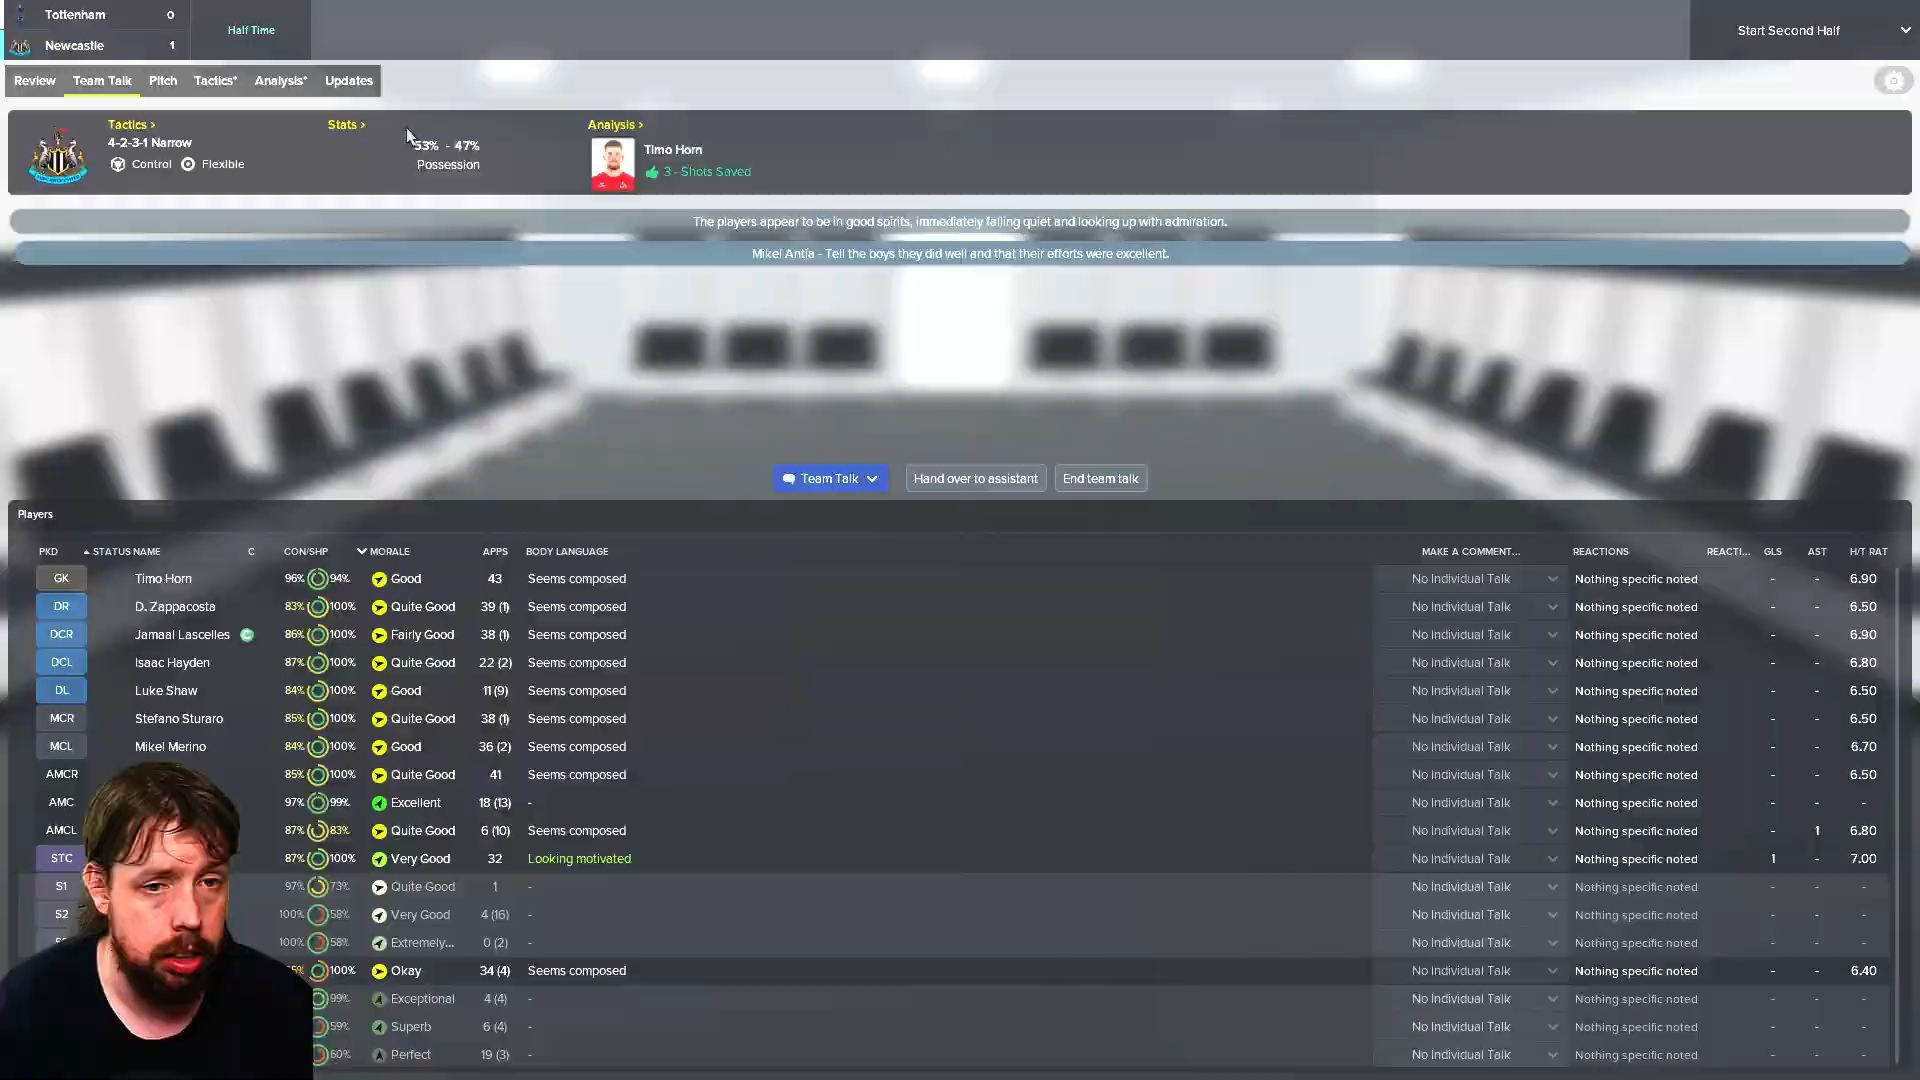 Tottenham 0
Newcastle 1
Half Time
Start Second Half
Review Team Talk Pitch Tactics* Analysis* Updates
Tactics >
4-2-3-1 Narrow
Control Flexible
Stats >
53% - 47%
Possession
Analysis >
Timo Horn
3 - Shots Saved
The players appear to be in good spirits, immediately falling quiet and looking up with admiration.
Mikel Antía - Tell the boys they did well and that their efforts were excellent.
Team Talk Hand over to assistant End team talk
Players
PKD STATUS NAME C CON/SHP MORALE APPS BODY LANGUAGE MAKE A COMMENT... REACTIONS REACTI... GLS AST H/T RAT
GK Timo Horn 96% 94% Good 43 Seems composed No Individual Talk Nothing specific noted - - 6.90
DR D. Zappacosta 83% 100% Quite Good 39 (1) Seems composed No Individual Talk Nothing specific noted - - 6.50
DCR Jamaal Lascelles C 86% 100% Fairly Good 38 (1) Seems composed No Individual Talk Nothing specific noted - - 6.90
DCL Isaac Hayden 87% 100% Quite Good 22 (2) Seems composed No Individual Talk Nothing specific noted - - 6.80
DL Luke Shaw 84% 100% Good 11 (9) Seems composed No Individual Talk Nothing specific noted - - 6.50
MCR Stefano Sturaro 85% 100% Quite Good 38 (1) Seems composed No Individual Talk Nothing specific noted - - 6.50
MCL Mikel Merino 84% 100% Good 36 (2) Seems composed No Individual Talk Nothing specific noted - - 6.70
AMCR 85% 100% Quite Good 41 Seems composed No Individual Talk Nothing specific noted - - 6.50
AMC 97% 99% Excellent 18 (13) - No Individual Talk Nothing specific noted - - -
AMCL 87% 83% Quite Good 6 (10) Seems composed No Individual Talk Nothing specific noted - 1 6.80
STC 87% 100% Very Good 32 Looking motivated No Individual Talk Nothing specific noted 1 - 7.00
S1 97% 73% Quite Good 1 - No Individual Talk Nothing specific noted - - -
S2 100% 58% Very Good 4 (16) - No Individual Talk Nothing specific noted - - -
100% 58% Extremely... 0 (2) - No Individual Talk Nothing specific noted - - -
100% Okay 34 (4) Seems composed No Individual Talk Nothing specific noted - - 6.40
99% Exceptional 4 (4) - No Individual Talk Nothing specific noted - - -
59% Superb 6 (4) - No Individual Talk Nothing specific noted - - -
60% Perfect 19 (3) - No Individual Talk Nothing specific noted - - -